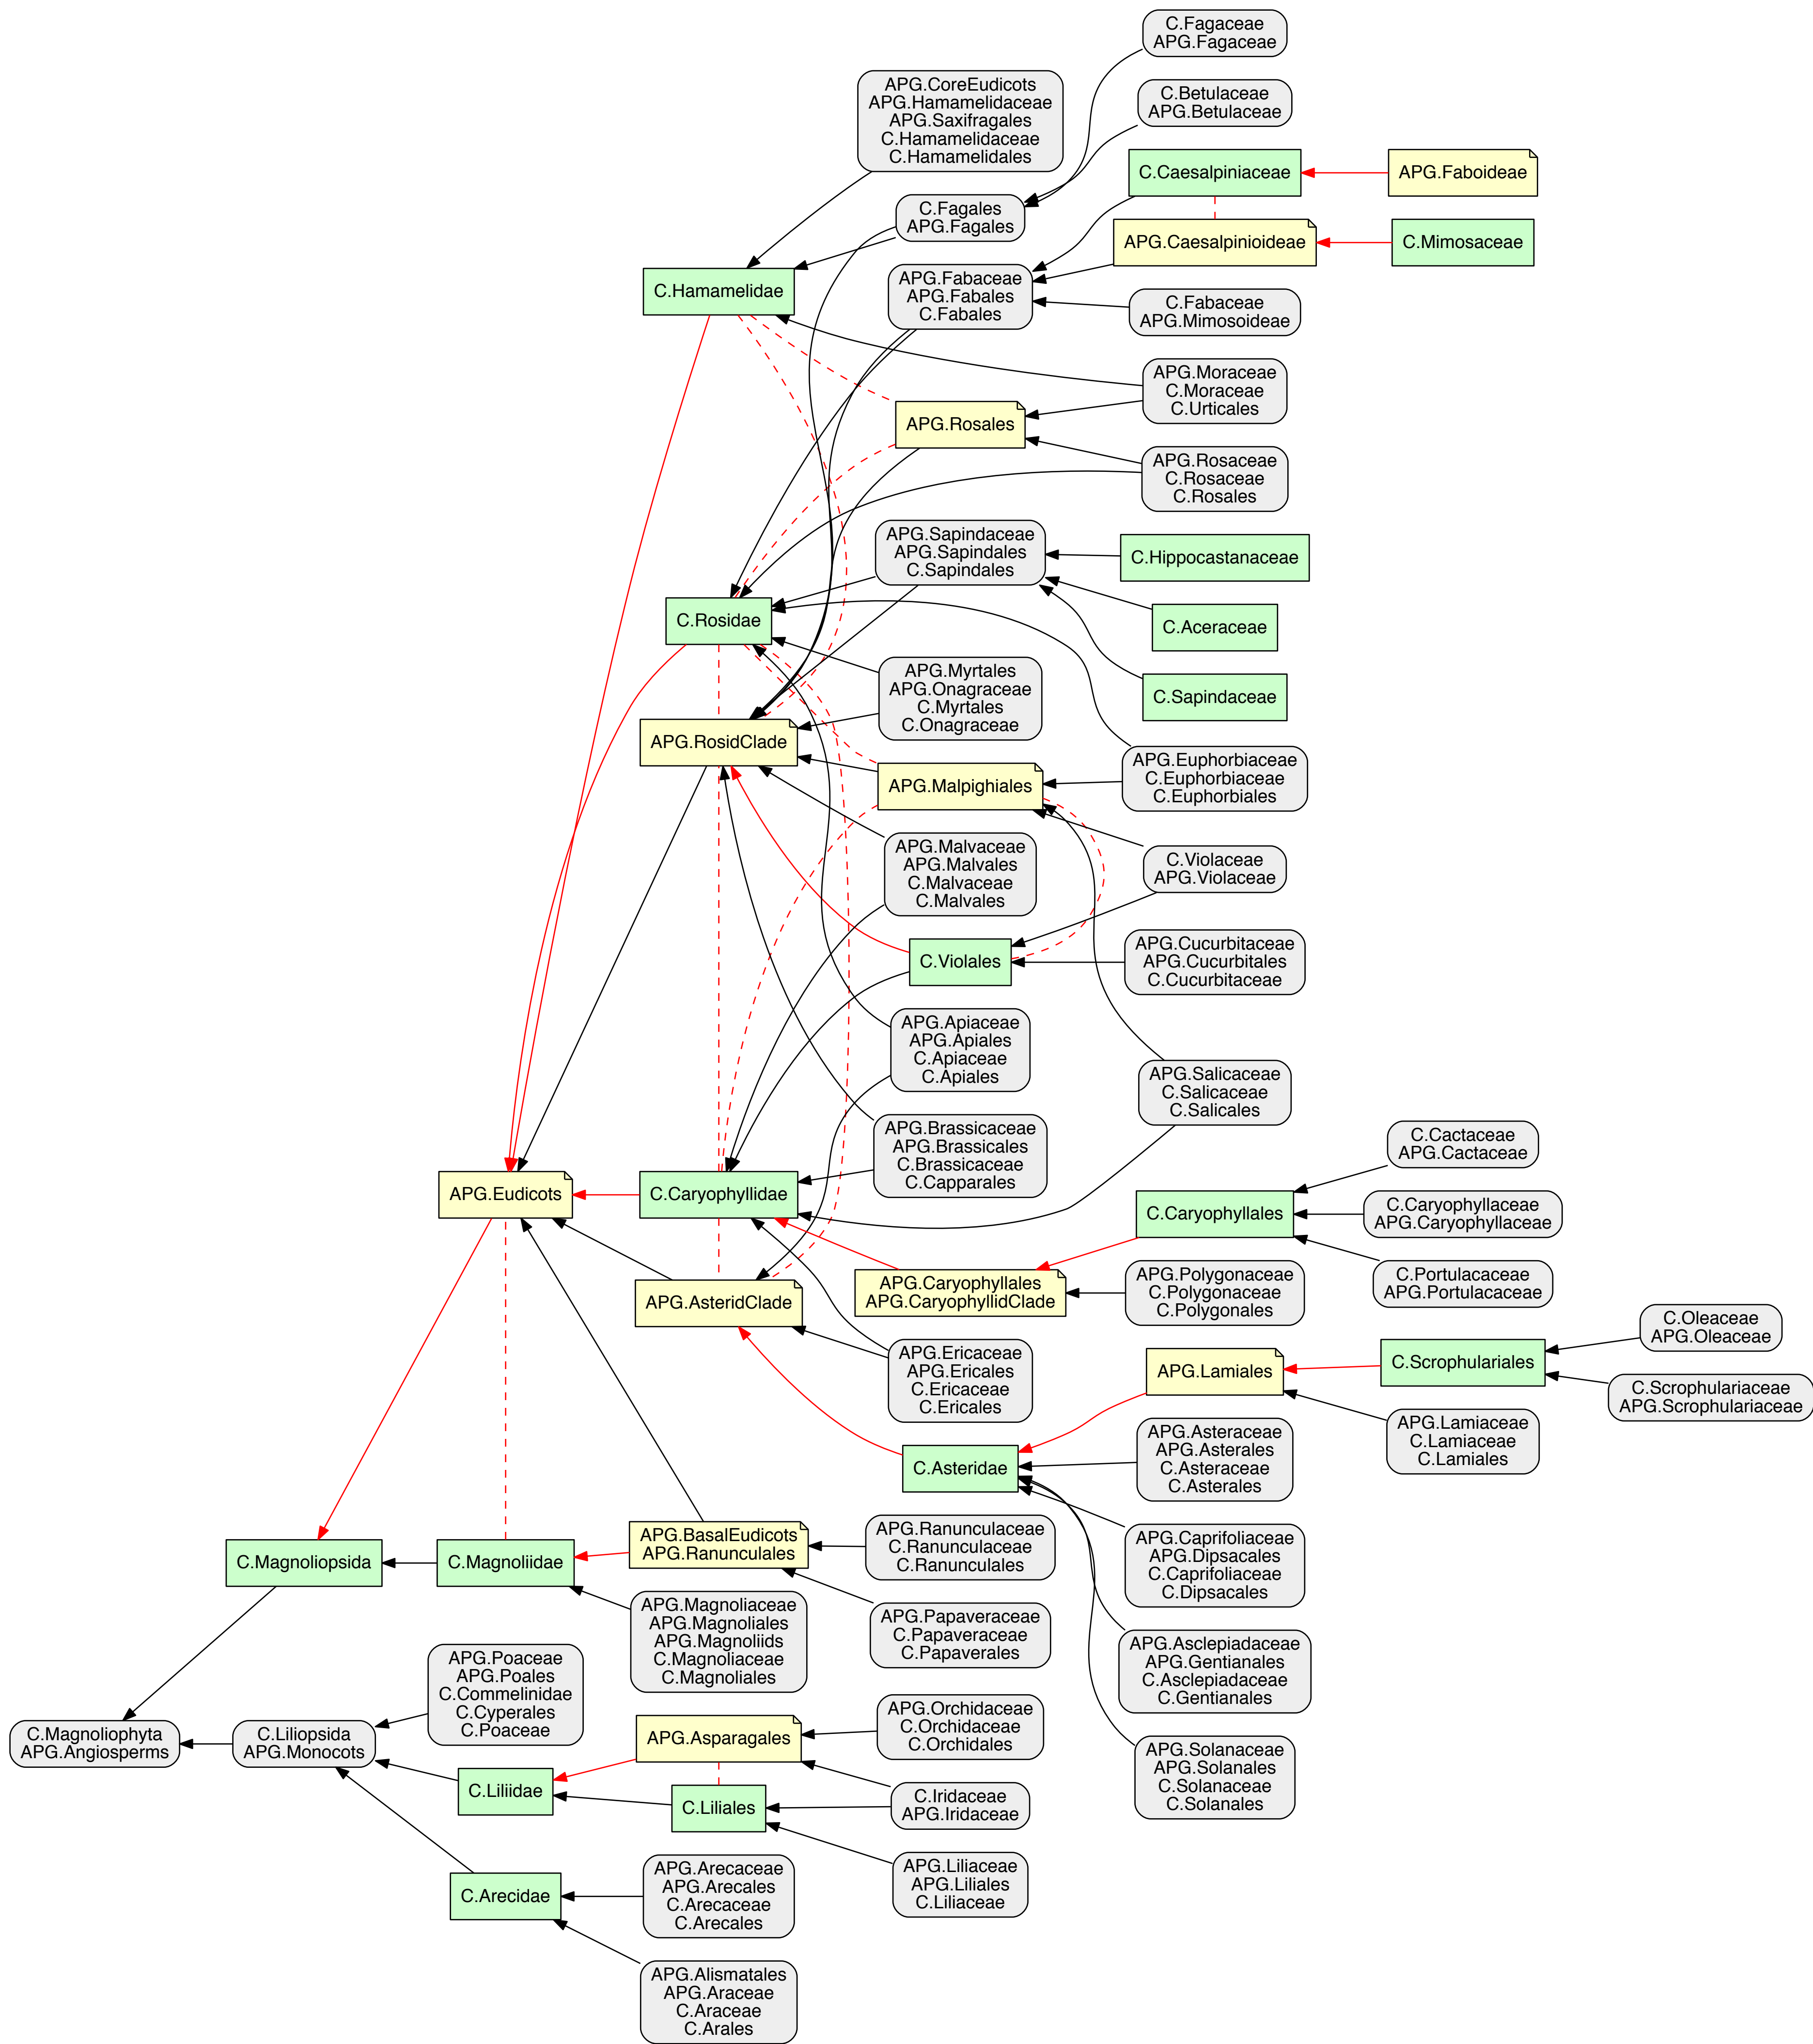 C.Fagaceae
APG.Fagaceae
APG.CoreEudicots
APG.Hamamelidaceae
APG.Saxifragales
C.Hamamelidaceae
C.Hamamelidales
C.Betulaceae
APG.Betulaceae
C.Caesalpiniaceae
APG.Faboideae
C.Fagales
APG.Fagales
APG.Caesalpinioideae
C.Mimosaceae
C.Hamamelidae
APG.Fabaceae
APG.Fabales
C.Fabales
C.Fabaceae
APG.Mimosoideae
APG.Moraceae
C.Moraceae
C.Urticales
APG.Rosales
APG.Rosaceae
C.Rosaceae
C.Rosales
APG.Sapindaceae
APG.Sapindales
C.Sapindales
C.Hippocastanaceae
C.Rosidae
C.Aceraceae
APG.Myrtales
APG.Onagraceae
C.Myrtales
C.Onagraceae
C.Sapindaceae
APG.RosidClade
APG.Malpighiales
APG.Euphorbiaceae
C.Euphorbiaceae
C.Euphorbiales
APG.Malvaceae
APG.Malvales
C.Malvaceae
C.Malvales
C.Violaceae
APG.Violaceae
C.Violales
APG.Cucurbitaceae
APG.Cucurbitales
C.Cucurbitaceae
APG.Apiaceae
APG.Apiales
C.Apiaceae
C.Apiales
APG.Salicaceae
C.Salicaceae
C.Salicales
APG.Brassicaceae
APG.Brassicales
C.Brassicaceae
C.Capparales
C.Cactaceae
APG.Cactaceae
APG.Eudicots
C.Caryophyllidae
C.Caryophyllales
C.Caryophyllaceae
APG.Caryophyllaceae
APG.AsteridClade
APG.Caryophyllales
APG.CaryophyllidClade
APG.Polygonaceae
C.Polygonaceae
C.Polygonales
C.Portulacaceae
APG.Portulacaceae
C.Oleaceae
APG.Oleaceae
APG.Ericaceae
APG.Ericales
C.Ericaceae
C.Ericales
APG.Lamiales
C.Scrophulariales
C.Scrophulariaceae
APG.Scrophulariaceae
APG.Lamiaceae
C.Lamiaceae
C.Lamiales
C.Asteridae
APG.Asteraceae
APG.Asterales
C.Asteraceae
C.Asterales
C.Magnoliopsida
C.Magnoliidae
APG.BasalEudicots
APG.Ranunculales
APG.Ranunculaceae
C.Ranunculaceae
C.Ranunculales
APG.Caprifoliaceae
APG.Dipsacales
C.Caprifoliaceae
C.Dipsacales
APG.Magnoliaceae
APG.Magnoliales
APG.Magnoliids
C.Magnoliaceae
C.Magnoliales
APG.Papaveraceae
C.Papaveraceae
C.Papaverales
APG.Asclepiadaceae
APG.Gentianales
C.Asclepiadaceae
C.Gentianales
APG.Poaceae
APG.Poales
C.Commelinidae
C.Cyperales
C.Poaceae
C.Magnoliophyta
APG.Angiosperms
C.Liliopsida
APG.Monocots
APG.Asparagales
APG.Orchidaceae
C.Orchidaceae
C.Orchidales
APG.Solanaceae
APG.Solanales
C.Solanaceae
C.Solanales
C.Liliidae
C.Liliales
C.Iridaceae
APG.Iridaceae
C.Arecidae
APG.Arecaceae
APG.Arecales
C.Arecaceae
C.Arecales
APG.Liliaceae
APG.Liliales
C.Liliaceae
APG.Alismatales
APG.Araceae
C.Araceae
C.Arales